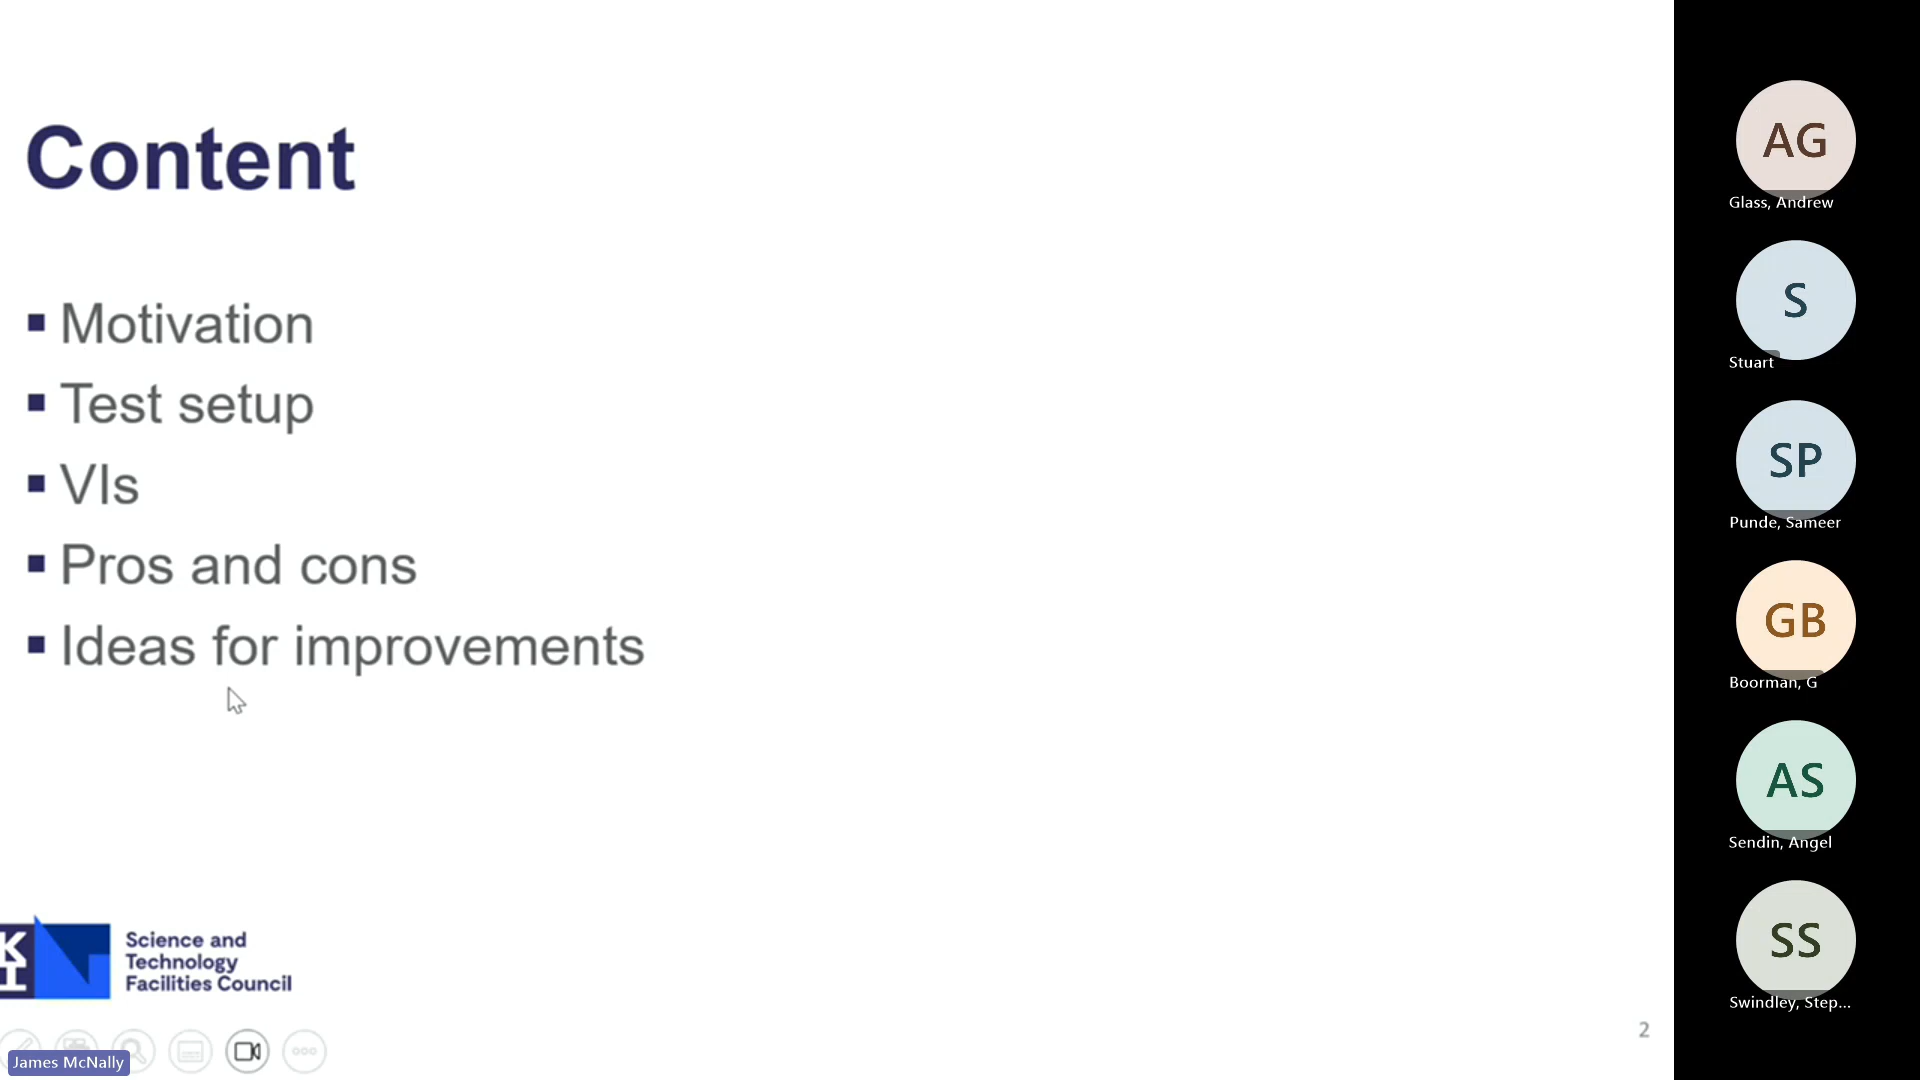 Content
Motivation
Test setup
VIs
Pros and cons
Ideas for improvements
KI
Science and
Technology
Facilities Council
2
James McNally
AG
Glass, Andrew
S
Stuart
SP
Punde, Sameer
GB
Boorman, G
AS
Sendin, Angel
SS
Swindley, Step...